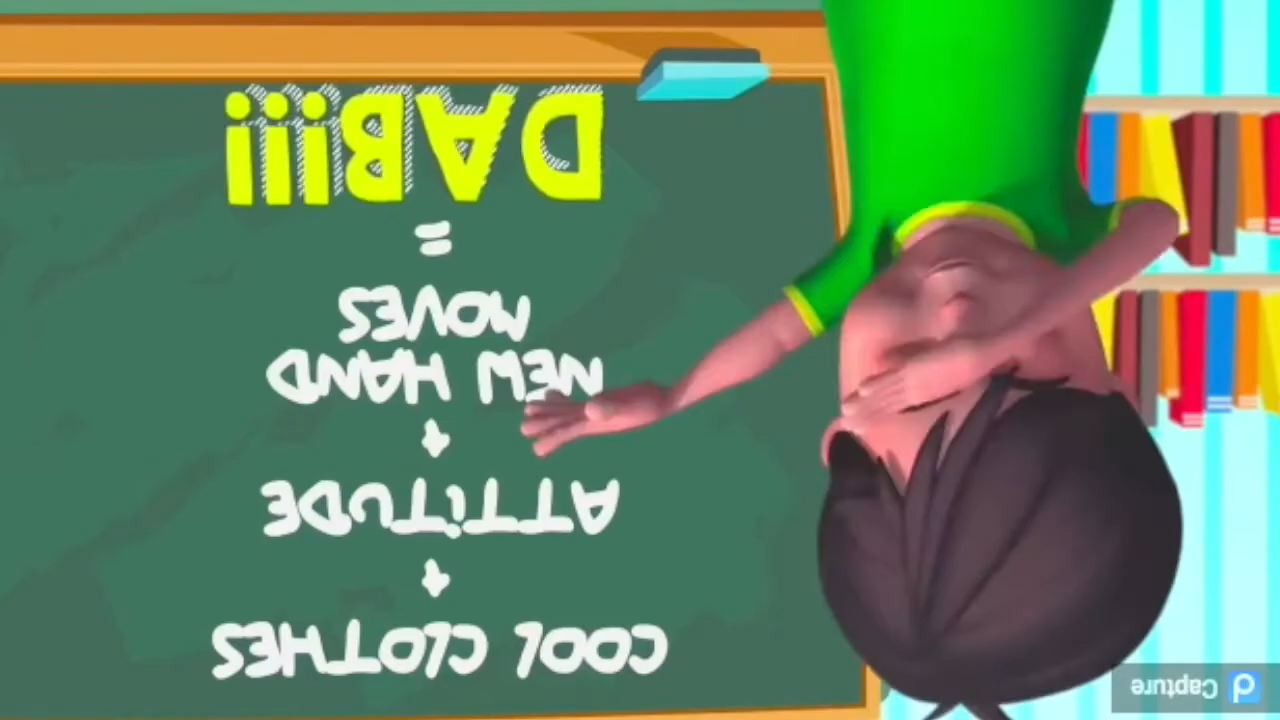 COOL CLOTHES
+
ATTITUDE
+
NEW HAND
MOVES
=
DAB!!!
Capture